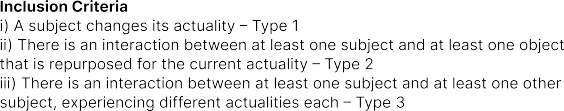 Inclusion Criteria
i) A subject changes its actuality – Type 1
ii) There is an interaction between at least one subject and at least one object
that is repurposed for the current actuality – Type 2
iii) There is an interaction between at least one subject and at least one other
subject, experiencing different actualities each – Type 3